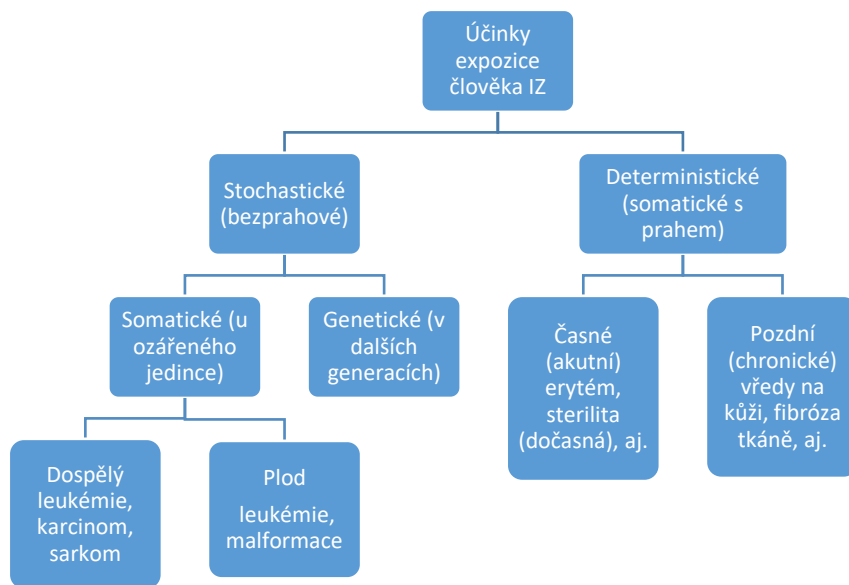 Účinky
expozice
člověka IZ
Stochastické
(bezprahové)
Deterministické
(somatické s
prahem)
Somatické (u
ozářeného
jedince)
Genetické (v
dalších
generacích)
Časné
(akutní)
erytém,
sterilita
(dočasná), aj.
Pozdní
(chronické)
vředy na
kůži, fibróza
tkáně, aj.
Dospělý
leukémie,
karcinom,
sarkom
Plod
leukémie,
malformace